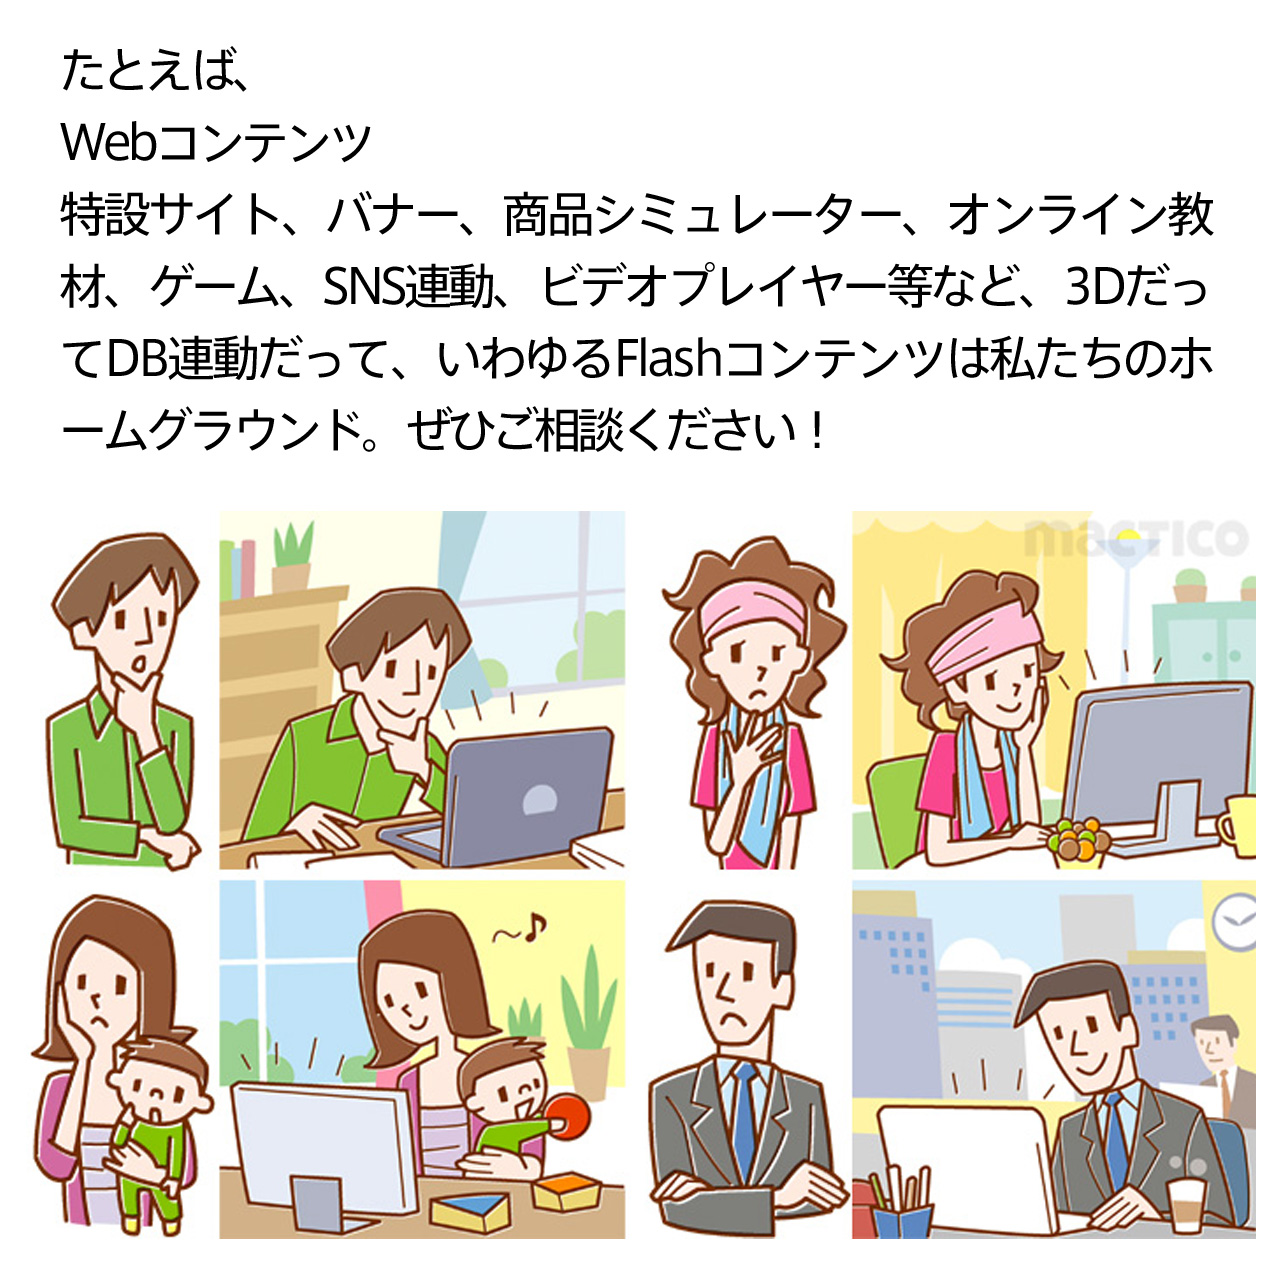 たとえば、
Webコンテンツ
特設サイト、バナー、商品シミュレーター、オンライン教
材、ゲーム、SNS連動、ビデオプレイヤー等など、3Dだっ
てDB連動だって、いわゆるFlashコンテンツは私たちのホ
ームグラウンド。ぜひご相談ください！
mactico